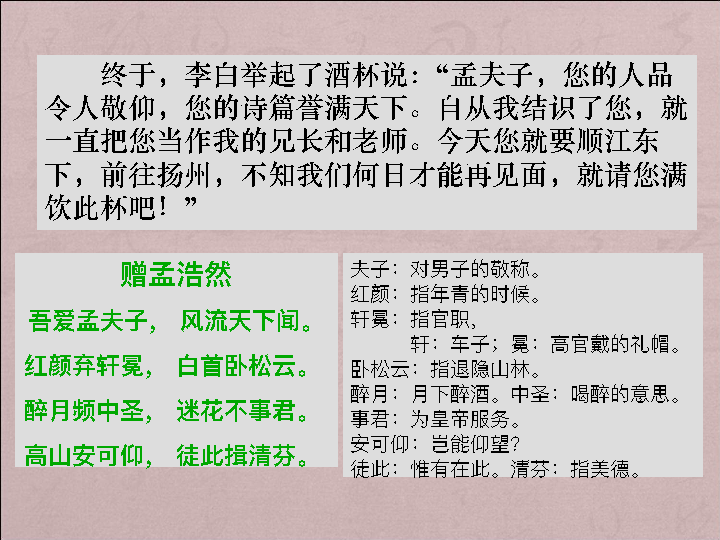 终于，李白举起了酒杯说：“孟夫子，您的人品
令人敬仰，您的诗篇誉满天下。自从我结识了您，就
一直把您当作我的兄长和老师。今天您就要顺江东
下，前往扬州，不知我们何日才能再见面，就请您满
饮此杯吧！”
赠孟浩然
吾爱孟夫子， 风流天下闻。
红颜弃轩冕， 白首卧松云。
醉月频中圣， 迷花不事君。
高山安可仰， 徒此揖清芬。
夫子：对男子的敬称。
红颜：指年青的时候。
轩冕：指官职，
轩：车子；冕：高官戴的礼帽。
卧松云：指退隐山林。
醉月：月下醉酒。中圣：喝醉的意思。
事君：为皇帝服务。
安可仰：岂能仰望？
徒此：惟有在此。清芬：指美德。